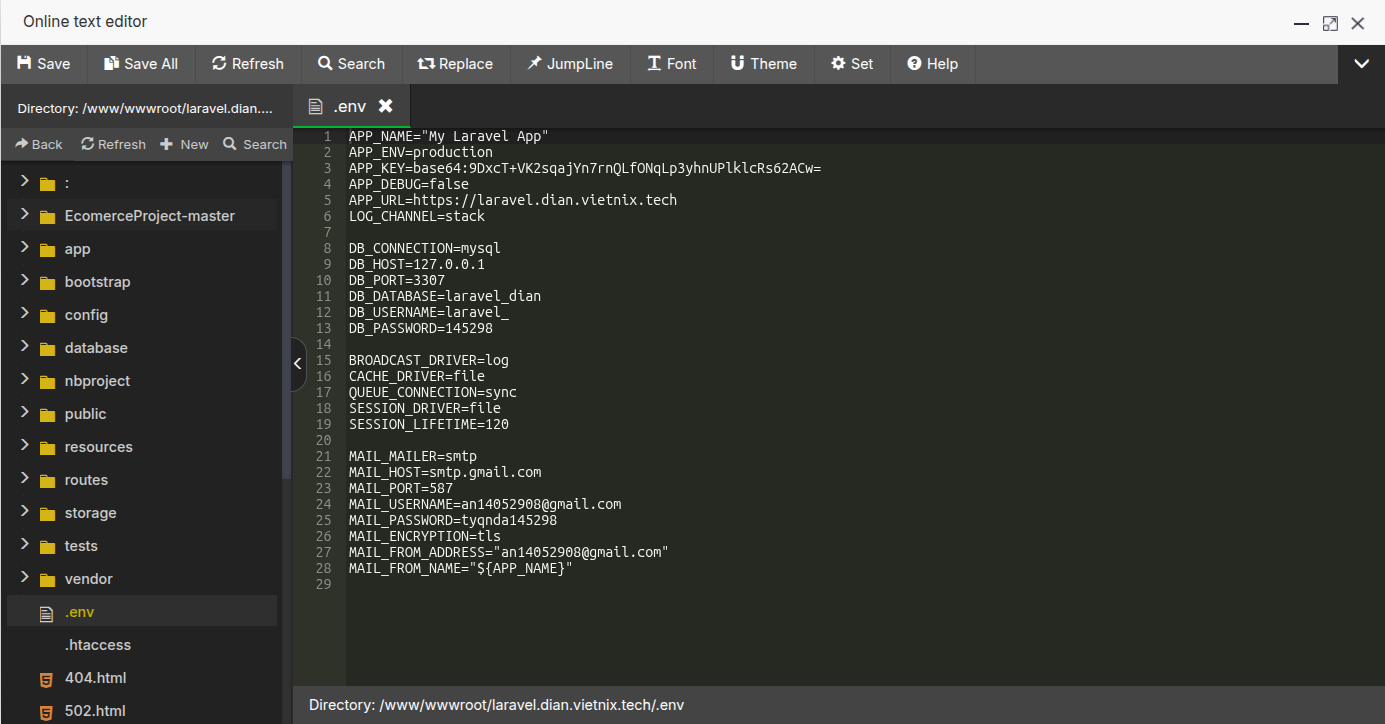 Online text editor
Save Save All Refresh Search Replace JumpLine Font Theme Set Help
Directory: /www/wwwroot/laravel.dian....
.env
Back Refresh New Search
:
EcomerceProject-master
app
bootstrap
config
database
nbproject
public
resources
routes
storage
tests
vendor
.env
.htaccess
404.html
502.html
1 APP_NAME="My Laravel App"
2 APP_ENV=production
3 APP_KEY=base64:9DxcT+VK2sqajYn7rnQLfONqLp3yhnUPlklcRs62ACw=
4 APP_DEBUG=false
5 APP_URL=https://laravel.dian.vietnix.tech
6 LOG_CHANNEL=stack
7
8 DB_CONNECTION=mysql
9 DB_HOST=127.0.0.1
10 DB_PORT=3307
11 DB_DATABASE=laravel_dian
12 DB_USERNAME=laravel_
13 DB_PASSWORD=145298
14
15 BROADCAST_DRIVER=log
16 CACHE_DRIVER=file
17 QUEUE_CONNECTION=sync
18 SESSION_DRIVER=file
19 SESSION_LIFETIME=120
20
21 MAIL_MAILER=smtp
22 MAIL_HOST=smtp.gmail.com
23 MAIL_PORT=587
24 MAIL_USERNAME=an14052908@gmail.com
25 MAIL_PASSWORD=tyqnda145298
26 MAIL_ENCRYPTION=tls
27 MAIL_FROM_ADDRESS="an14052908@gmail.com"
28 MAIL_FROM_NAME="${APP_NAME}"
29
Directory: /www/wwwroot/laravel.dian.vietnix.tech/.env